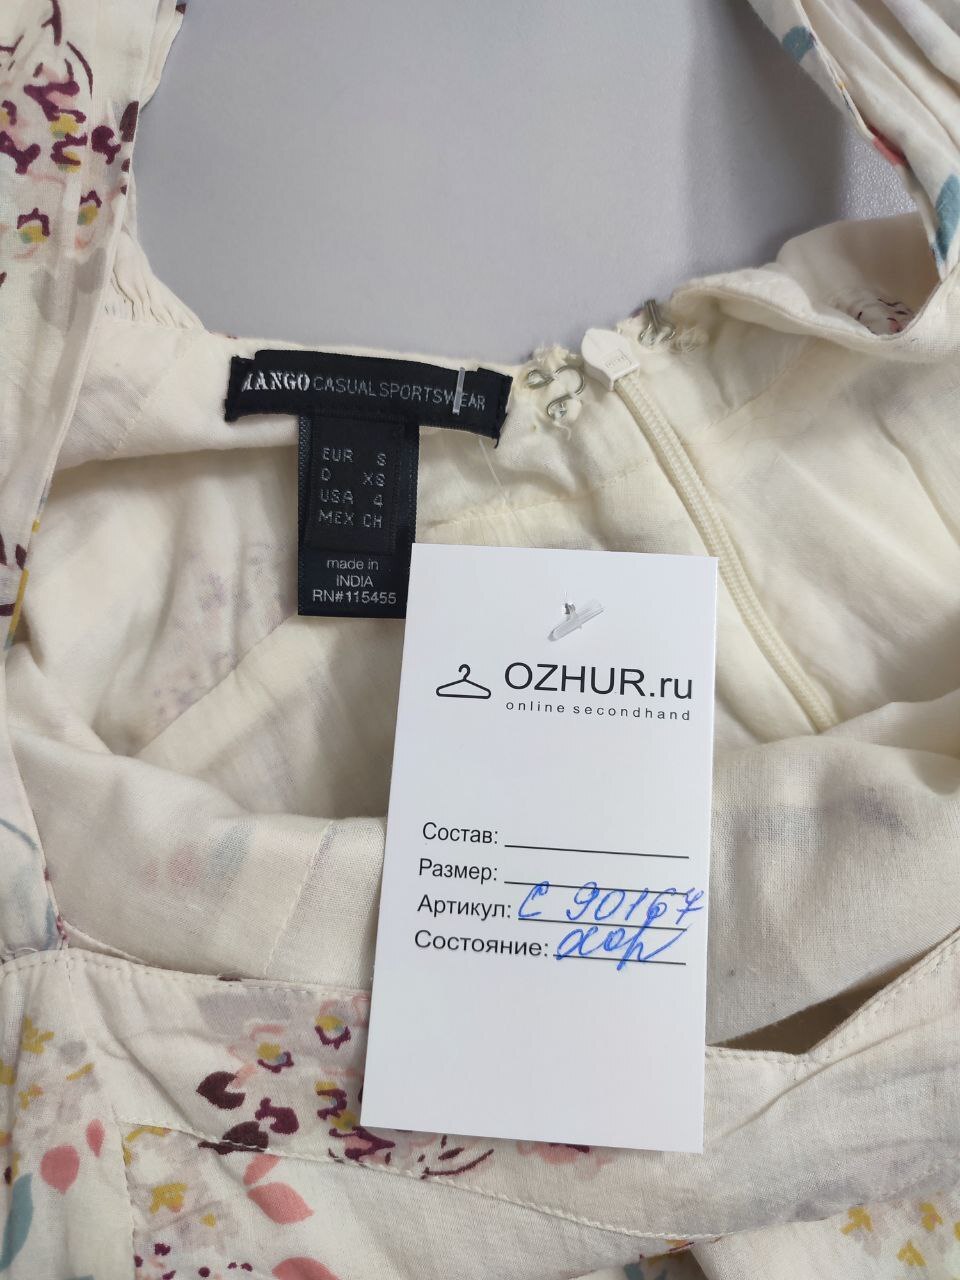 MANGO CASUAL SPORTSWEAR
EUR S
D XS
USA 4
MEX CH
made in
INDIA
RN#115455
OZHUR.ru
online secondhand
Состав:
Размер:
Артикул: С 90167
Состояние: хор